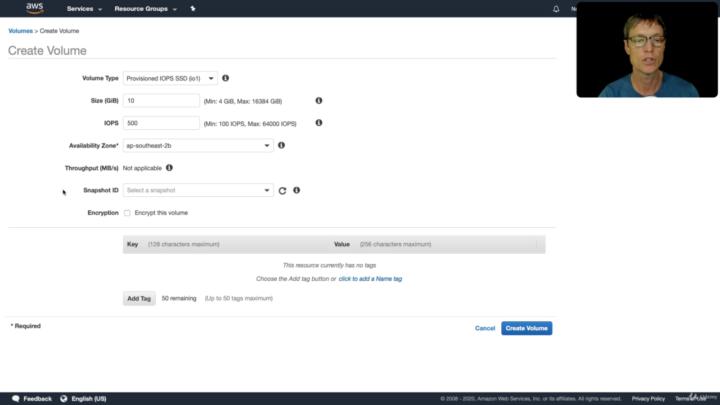 aws Services Resource Groups
Volumes > Create Volume
Create Volume
Volume Type Provisioned IOPS SSD (io1)
Size (GiB) 10 (Min: 4 GiB, Max: 16384 GiB)
IOPS 500 (Min: 100 IOPS, Max: 64000 IOPS)
Availability Zone* ap-southeast-2b
Throughput (MB/s) Not applicable
Snapshot ID Select a snapshot
Encryption Encrypt this volume
Key (128 characters maximum) Value (256 characters maximum)
This resource currently has no tags
Choose the Add tag button or click to add a Name tag
Add Tag 50 remaining (Up to 50 tags maximum)
* Required
Cancel Create Volume
Feedback English (US) © 2008 - 2020, Amazon Web Services, Inc. or its affiliates. All rights reserved. Privacy Policy Terms of Use